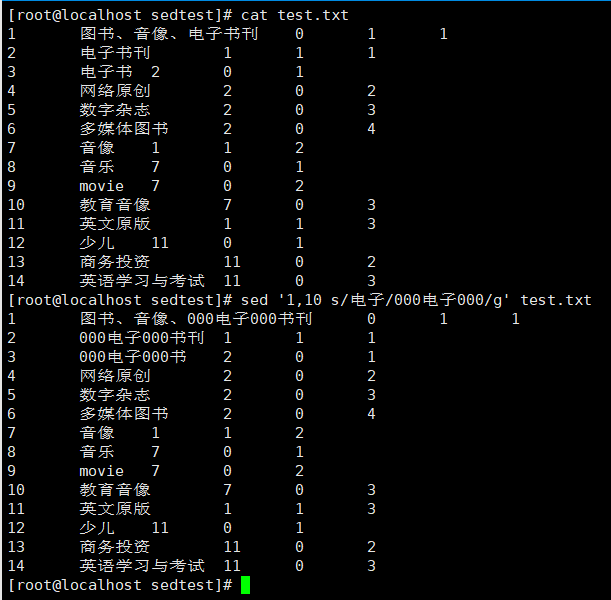 [root@localhost sedtest]# cat test.txt
1 图书、音像、电子书刊 0 1 1
2 电子书刊 1 1 1
3 电子书 2 0 1
4 网络原创 2 0 2
5 数字杂志 2 0 3
6 多媒体图书 2 0 4
7 音像 1 1 2
8 音乐 7 0 1
9 movie 7 0 2
10 教育音像 7 0 3
11 英文原版 1 1 3
12 少儿 11 0 1
13 商务投资 11 0 2
14 英语学习与考试 11 0 3
[root@localhost sedtest]# sed '1,10 s/电子/000电子000/g' test.txt
1 图书、音像、000电子000书刊 0 1 1
2 000电子000书刊 1 1 1
3 000电子000书 2 0 1
4 网络原创 2 0 2
5 数字杂志 2 0 3
6 多媒体图书 2 0 4
7 音像 1 1 2
8 音乐 7 0 1
9 movie 7 0 2
10 教育音像 7 0 3
11 英文原版 1 1 3
12 少儿 11 0 1
13 商务投资 11 0 2
14 英语学习与考试 11 0 3
[root@localhost sedtest]#